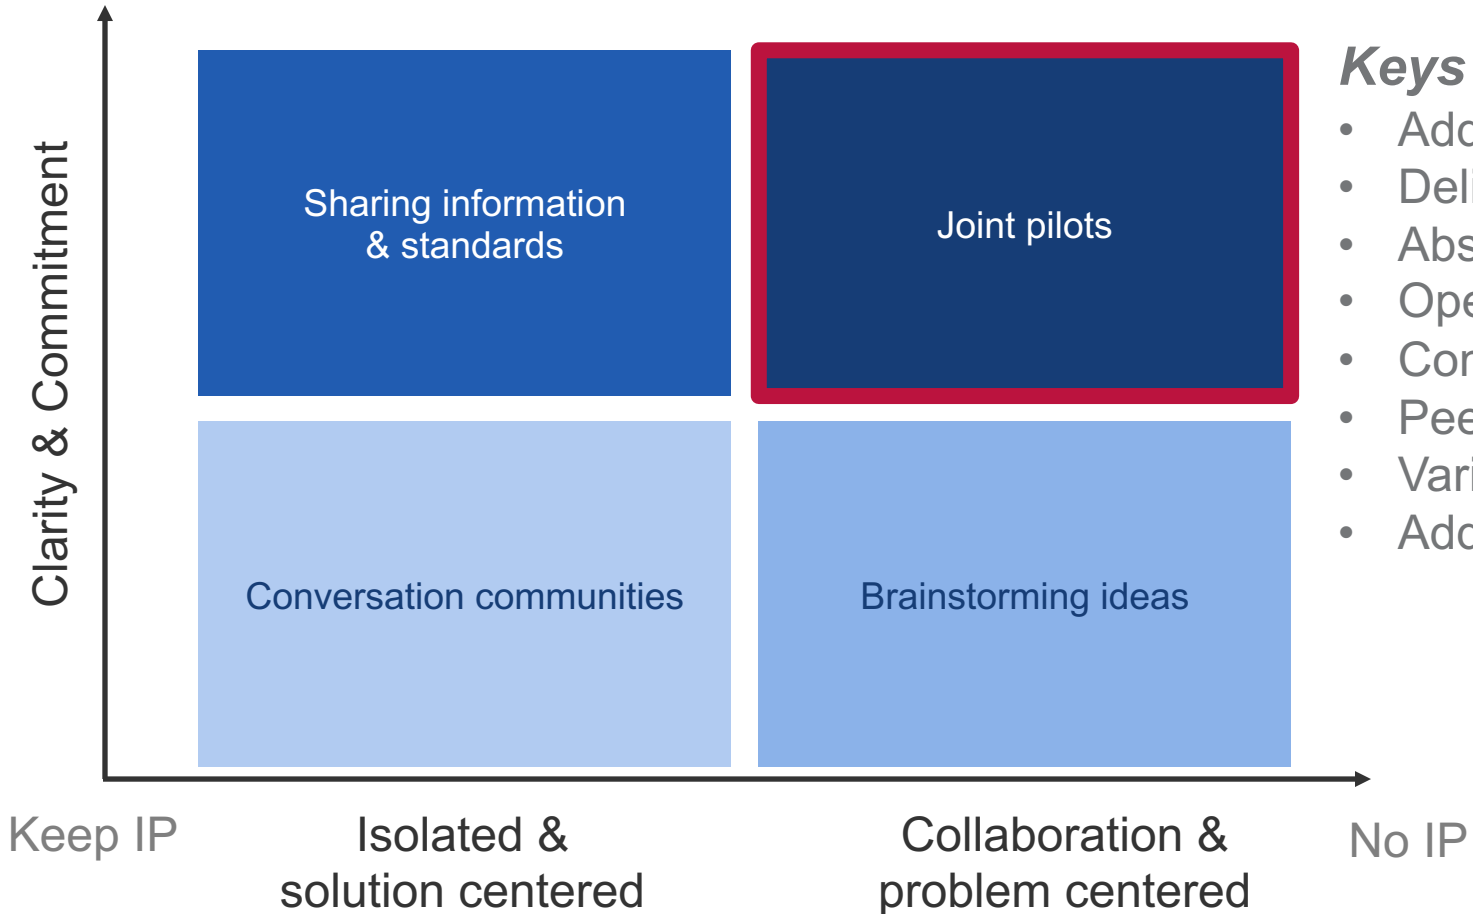 Clarity & Commitment
Sharing information
& standards
Joint pilots
Conversation communities
Brainstorming ideas
Keys
Keep IP
Isolated &
solution centered
Collaboration &
problem centered
No IP